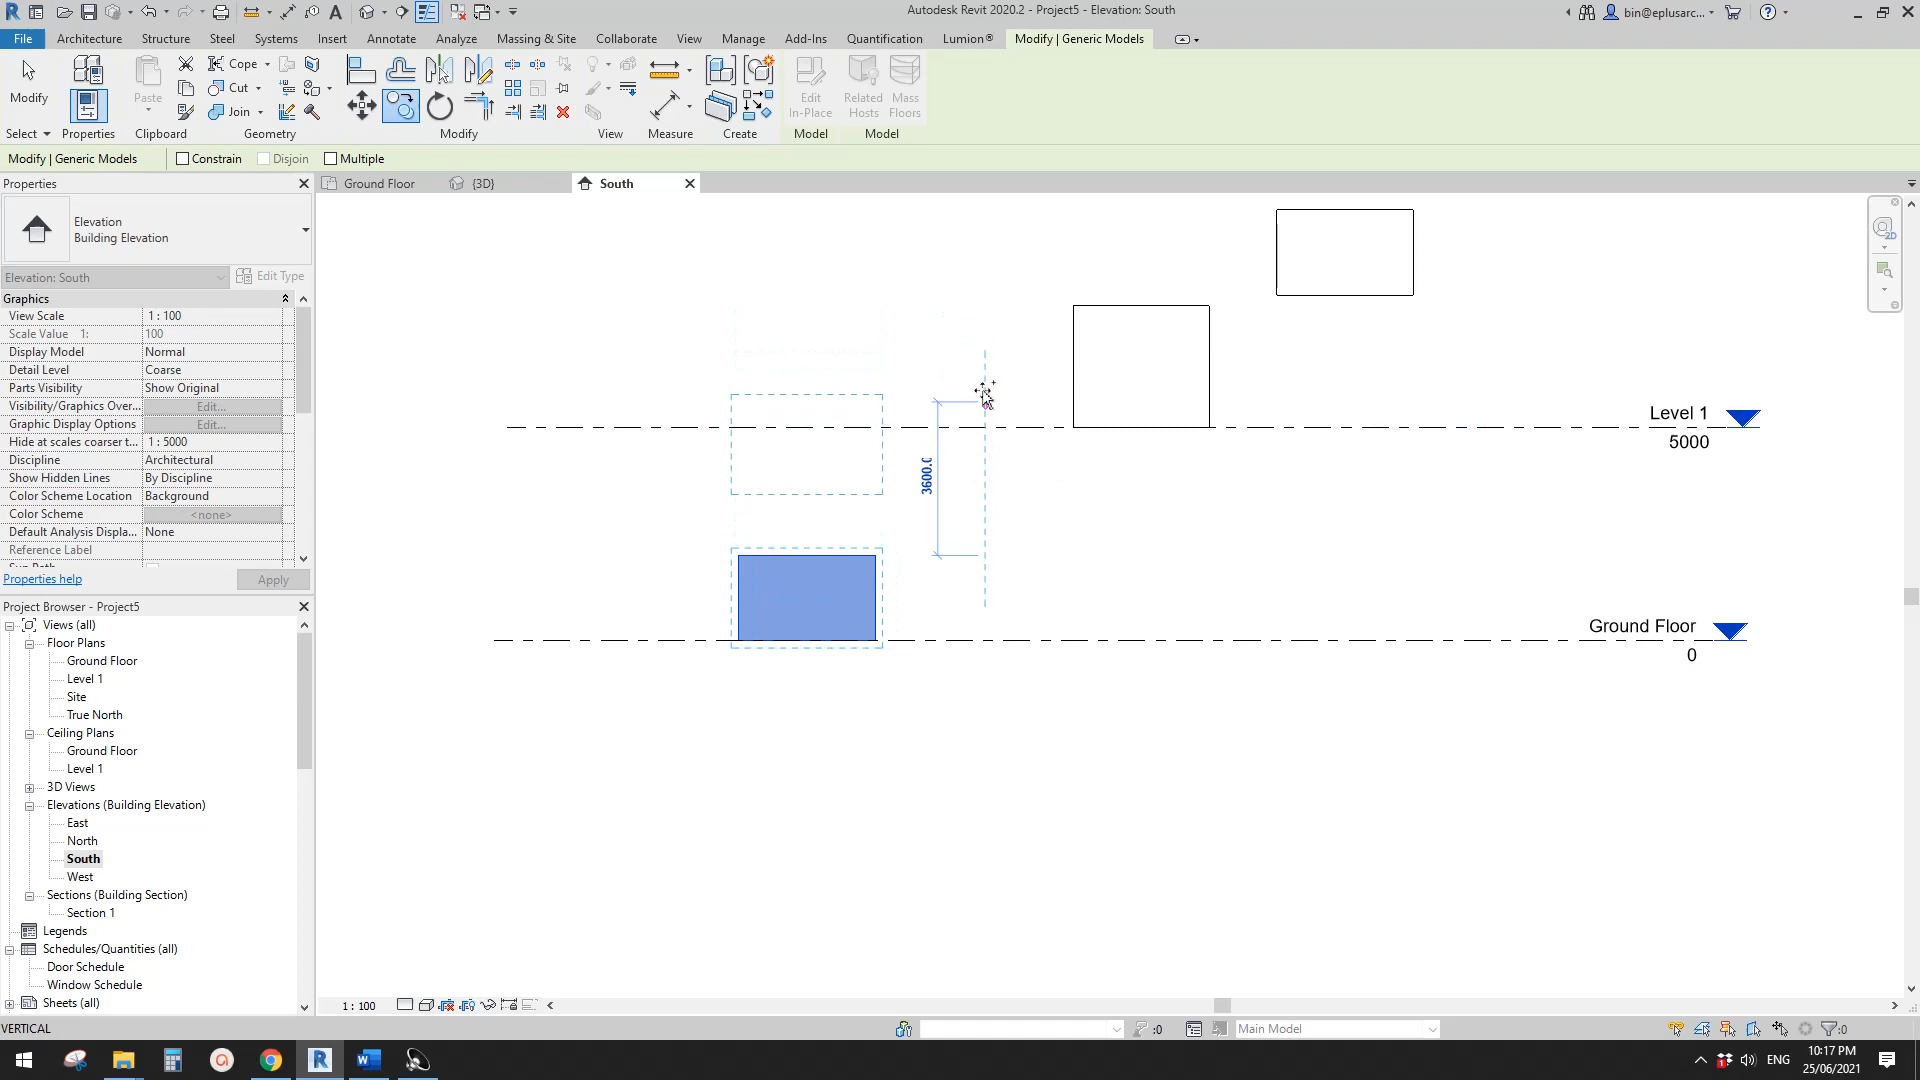 Autodesk Revit 2020.2 - Project5 - Elevation: South
bin@eplusarc...
File Architecture Structure Steel Systems Insert Annotate Analyze Massing & Site Collaborate View Manage Add-Ins Quantification Lumion® Modify | Generic Models
Modify
Select
Properties
Paste
Clipboard
Cope
Cut
Join
Geometry
Modify
View
Measure
Create
Edit In-Place
Model
Related Hosts
Mass Floors
Model
Modify | Generic Models
Constrain
Disjoin
Multiple
Properties
Ground Floor
{3D}
South
Elevation
Building Elevation
Elevation: South
Edit Type
Graphics
View Scale 1 : 100
Scale Value 1: 100
Display Model Normal
Detail Level Coarse
Parts Visibility Show Original
Visibility/Graphics Over... Edit...
Graphic Display Options Edit...
Hide at scales coarser t... 1 : 5000
Discipline Architectural
Show Hidden Lines By Discipline
Color Scheme Location Background
Color Scheme <none>
Default Analysis Displa... None
Reference Label
Sun Path
Properties help
Apply
Project Browser - Project5
Views (all)
Floor Plans
Ground Floor
Level 1
Site
True North
Ceiling Plans
Ground Floor
Level 1
3D Views
Elevations (Building Elevation)
East
North
South
West
Sections (Building Section)
Section 1
Legends
Schedules/Quantities (all)
Door Schedule
Window Schedule
Sheets (all)
3600.0
Level 1
5000
Ground Floor
0
1 : 100
VERTICAL
:0
Main Model
:0
ENG
10:17 PM
25/06/2021